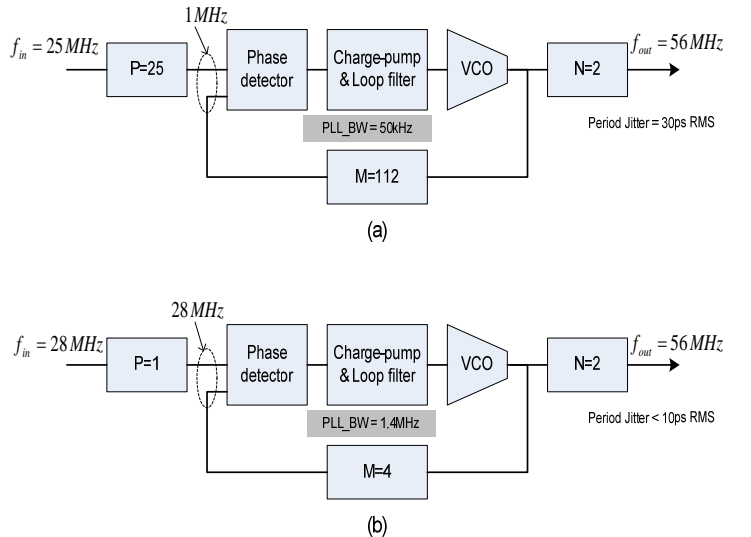 1MHz
f_in = 25MHz
P=25
Phase
detector
Charge-pump
& Loop filter
VCO
N=2
f_out = 56MHz
PLL_BW = 50kHz
Period Jitter = 30ps RMS
M=112
(a)
28MHz
f_in = 28MHz
P=1
Phase
detector
Charge-pump
& Loop filter
VCO
N=2
f_out = 56MHz
PLL_BW = 1.4MHz
Period Jitter < 10ps RMS
M=4
(b)